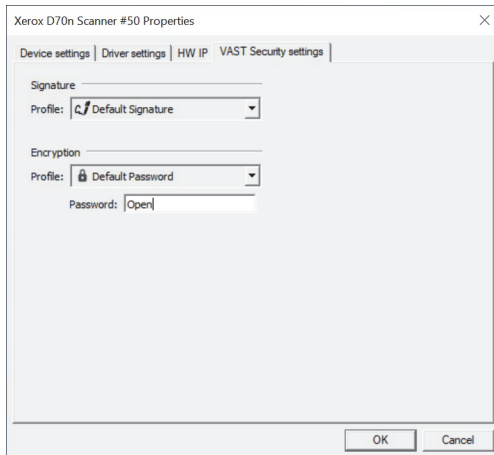 Xerox D70n Scanner #50 Properties
Device settings Driver settings HW IP VAST Security settings
Signature
Profile: Default Signature
Encryption
Profile: Default Password
Password: Open
OK Cancel